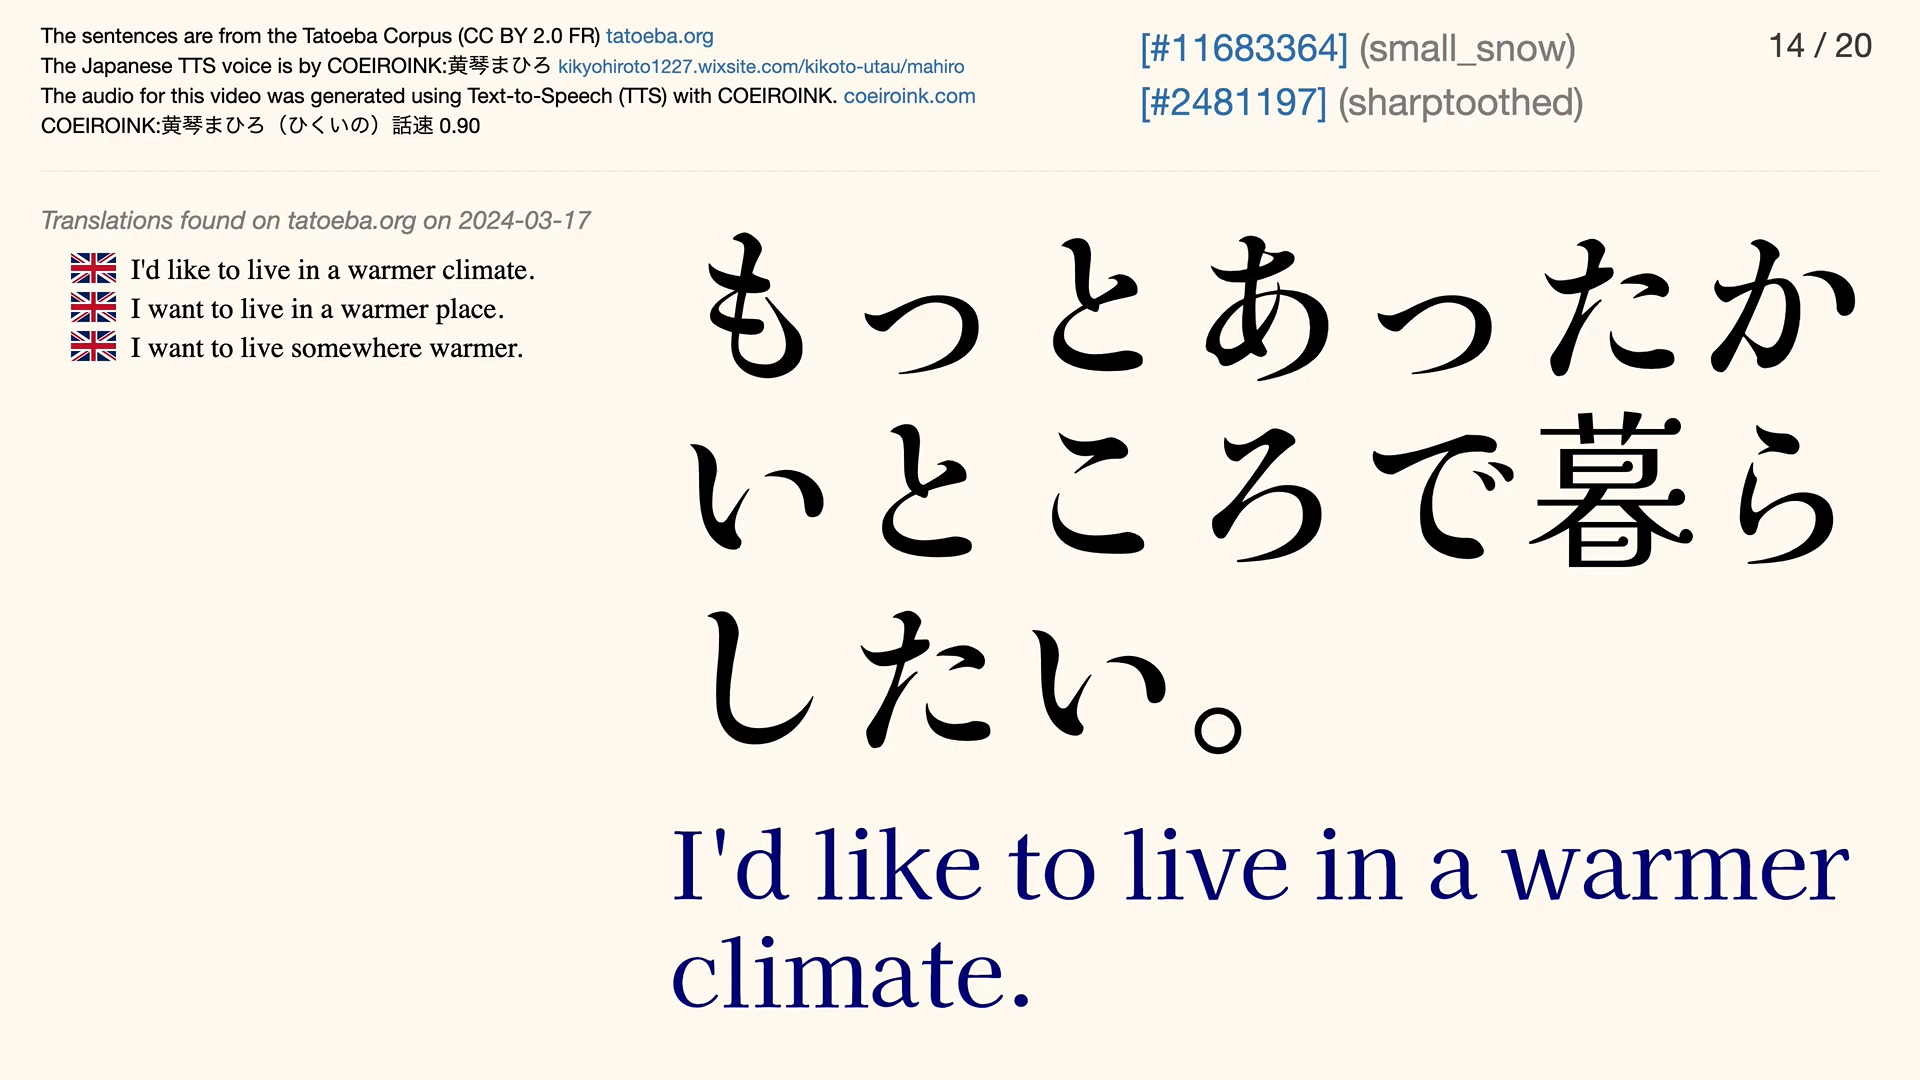 The sentences are from the Tatoeba Corpus (CC BY 2.0 FR) tatoeba.org
The Japanese TTS voice is by COEIROINK:黄琴まひろ kikyohiroto1227.wixsite.com/kikoto-utau/mahiro
The audio for this video was generated using Text-to-Speech (TTS) with COEIROINK. coeiroink.com
COEIROINK:黄琴まひろ（ひくいの）話速 0.90
[#11683364] (small_snow)
[#2481197] (sharptoothed)
14 / 20
Translations found on tatoeba.org on 2024-03-17
I'd like to live in a warmer climate.
I want to live in a warmer place.
I want to live somewhere warmer.
もっとあったか
いところで暮ら
したい。
I'd like to live in a warmer
climate.